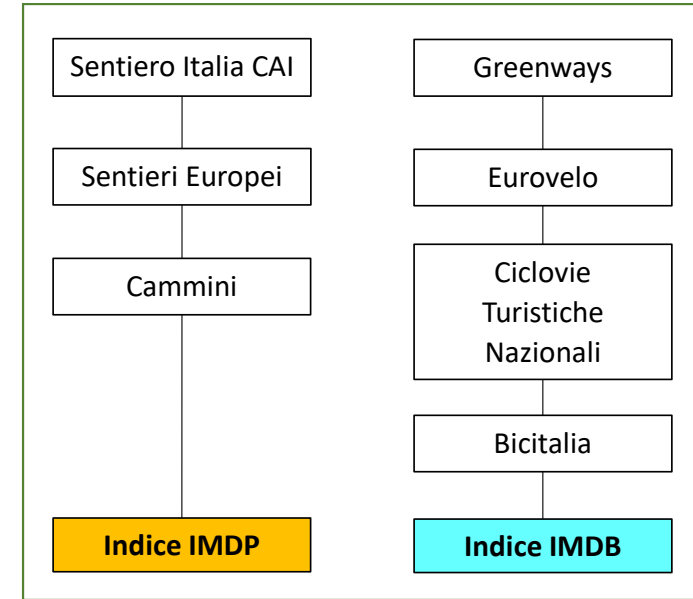 Sentiero Italia CAI
Sentieri Europei
Cammini
Indice IMDP
Greenways
Eurovelo
Ciclovie
Turistiche
Nazionali
Bicitalia
Indice IMDB